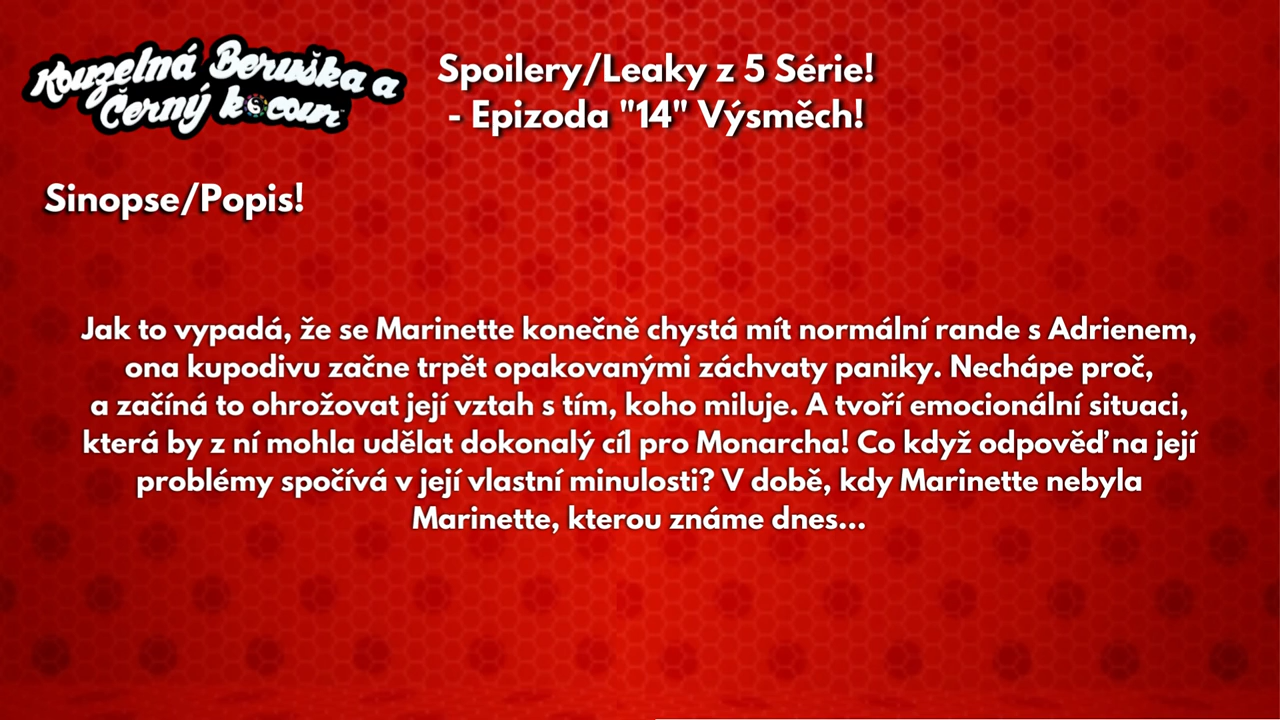 Kouzelná Beruška a
Černý kocour
Spoilery/Leaky z 5 Série!
- Epizoda "14" Výsměch!
Sinopse/Popis!
Jak to vypadá, že se Marinette konečně chystá mít normální rande s Adrienem,
ona kupodivu začne trpět opakovanými záchvaty paniky. Nechápe proč,
a začíná to ohrožovat její vztah s tím, koho miluje. A tvoří emocionální situaci,
která by z ní mohla udělat dokonalý cíl pro Monarcha! Co když odpověď na její
problémy spočívá v její vlastní minulosti? V době, kdy Marinette nebyla
Marinette, kterou známe dnes...